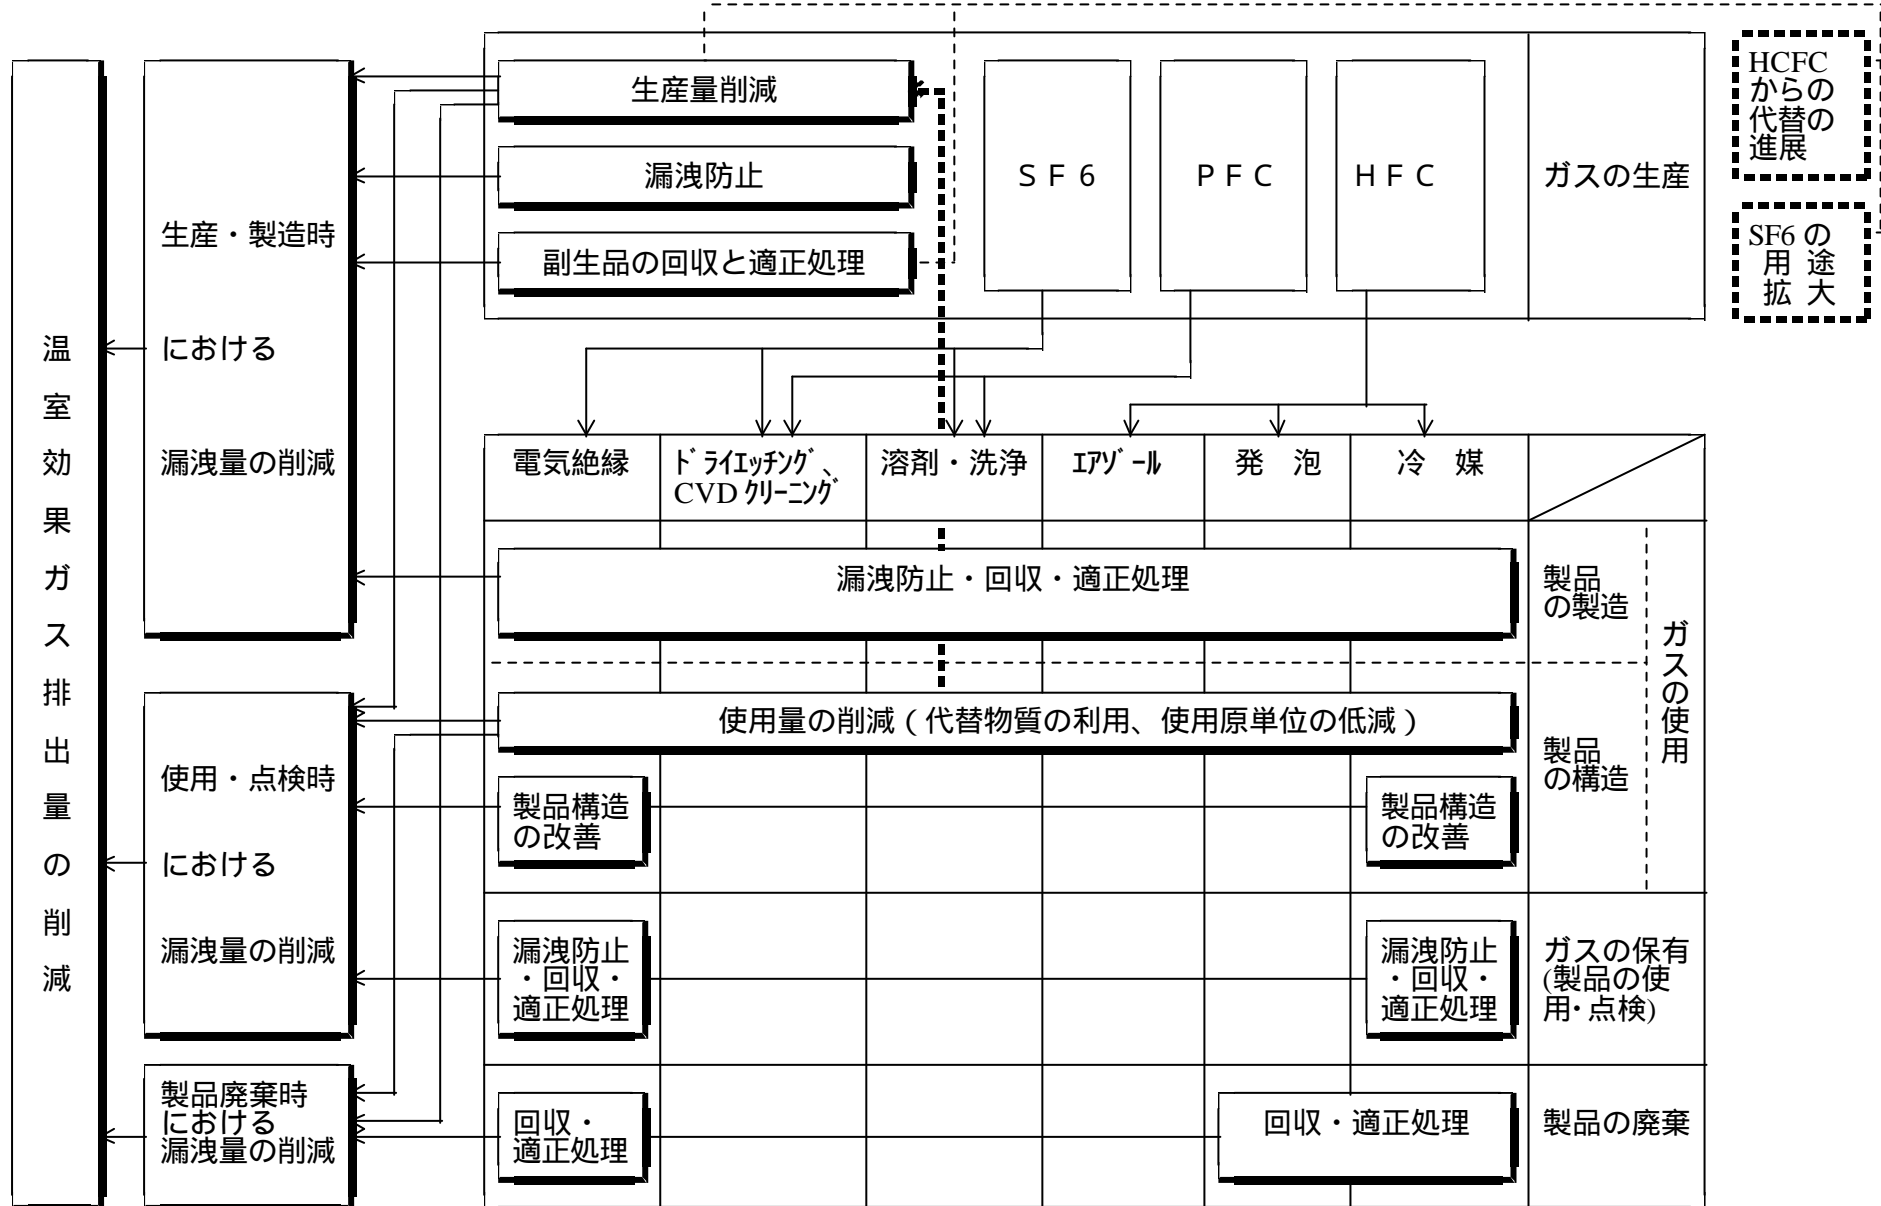 温室効果ガス排出量の削減
生産・製造時
における
漏洩量の削減
使用・点検時
における
漏洩量の削減
製品廃棄時
における
漏洩量の削減
生産量削減
漏洩防止
副生品の回収と適正処理
ＳＦ６
ＰＦＣ
ＨＦＣ
ガスの生産
HCFC
からの
代替の
進展
SF6 の
用 途
拡 大
電気絶縁
ﾄﾞﾗｲｴｯﾁﾝｸﾞ、
CVD ｸﾘｰﾆﾝｸﾞ
溶剤・洗浄
ｴｱｿﾞｰﾙ
発 泡
冷 媒
漏洩防止・回収・適正処理
製品
の製造
ガスの使用
使用量の削減（代替物質の利用、使用原単位の低減）
製品
の構造
製品構造
の改善
製品構造
の改善
漏洩防止
・回収・
適正処理
漏洩防止
・回収・
適正処理
ガスの保有
(製品の使
用･点検)
回収・
適正処理
回収・適正処理
製品の廃棄